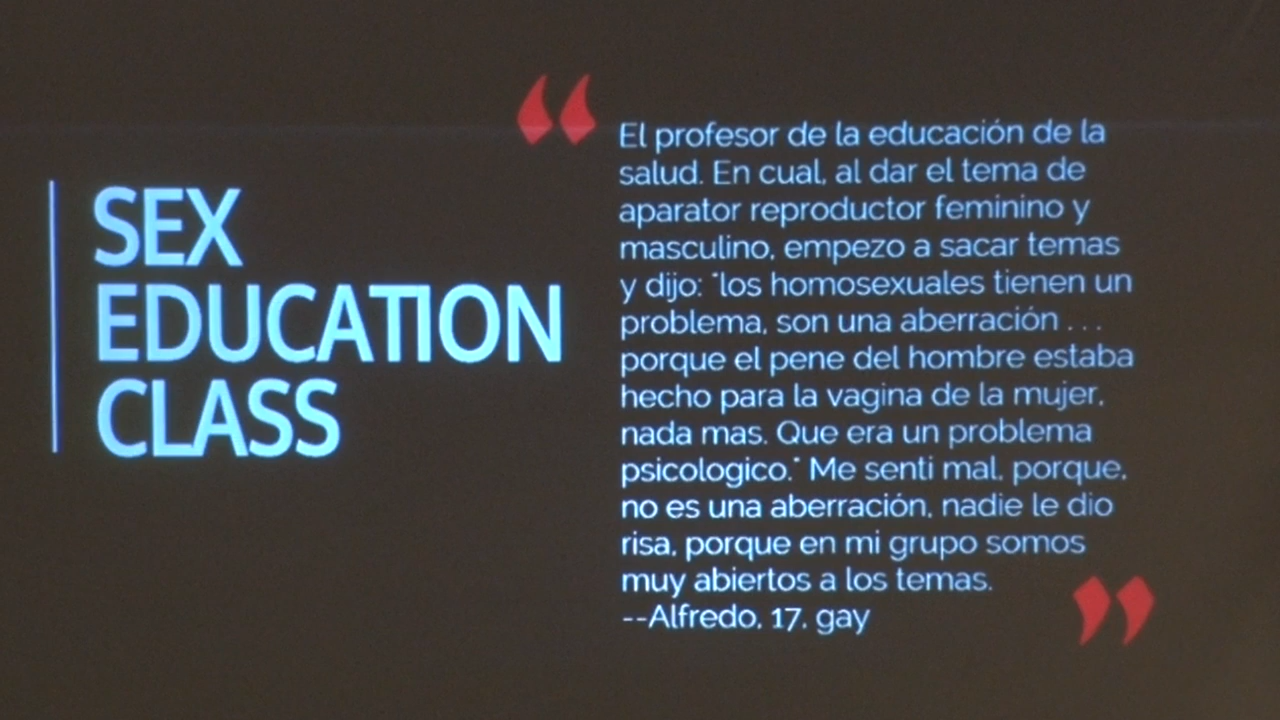 SEX
EDUCATION
CLASS
“
El profesor de la educación de la
salud. En cual, al dar el tema de
aparator reproductor feminino y
masculino, empezo a sacar temas
y dijo: "los homosexuales tienen un
problema, son una aberración . . .
porque el pene del hombre estaba
hecho para la vagina de la mujer,
nada mas. Que era un problema
psicologico." Me senti mal, porque,
no es una aberración, nadie le dio
risa, porque en mi grupo somos
muy abiertos a los temas.
--Alfredo, 17, gay
”